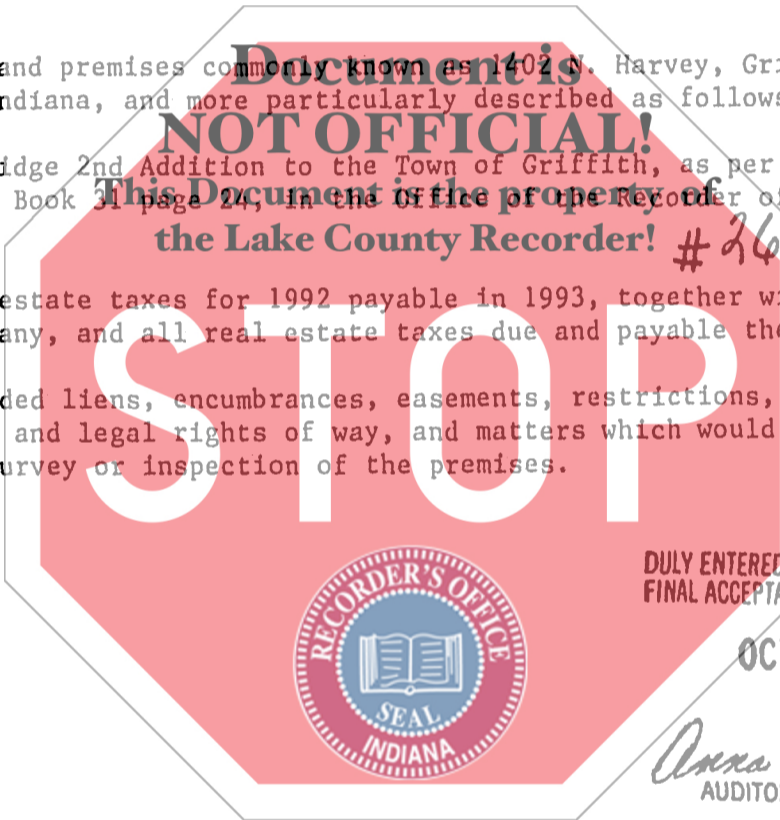 and premises commonly known as 1402 N. Harvey, Gri
ndiana, and more particularly described as follows
idge 2nd Addition to the Town of Griffith, as per
Book 31 page 24, in the Office of the Recorder of
# 26
estate taxes for 1992 payable in 1993, together wi
any, and all real estate taxes due and payable the
ded liens, encumbrances, easements, restrictions,
and legal rights of way, and matters which would
urvey or inspection of the premises.
Document is
NOT OFFICIAL!
This Document is the property of
the Lake County Recorder!
STOP
RECORDER'S OFFICE
SEAL
INDIANA
DULY ENTERED
FINAL ACCEPTA
OC
Anna
AUDITO